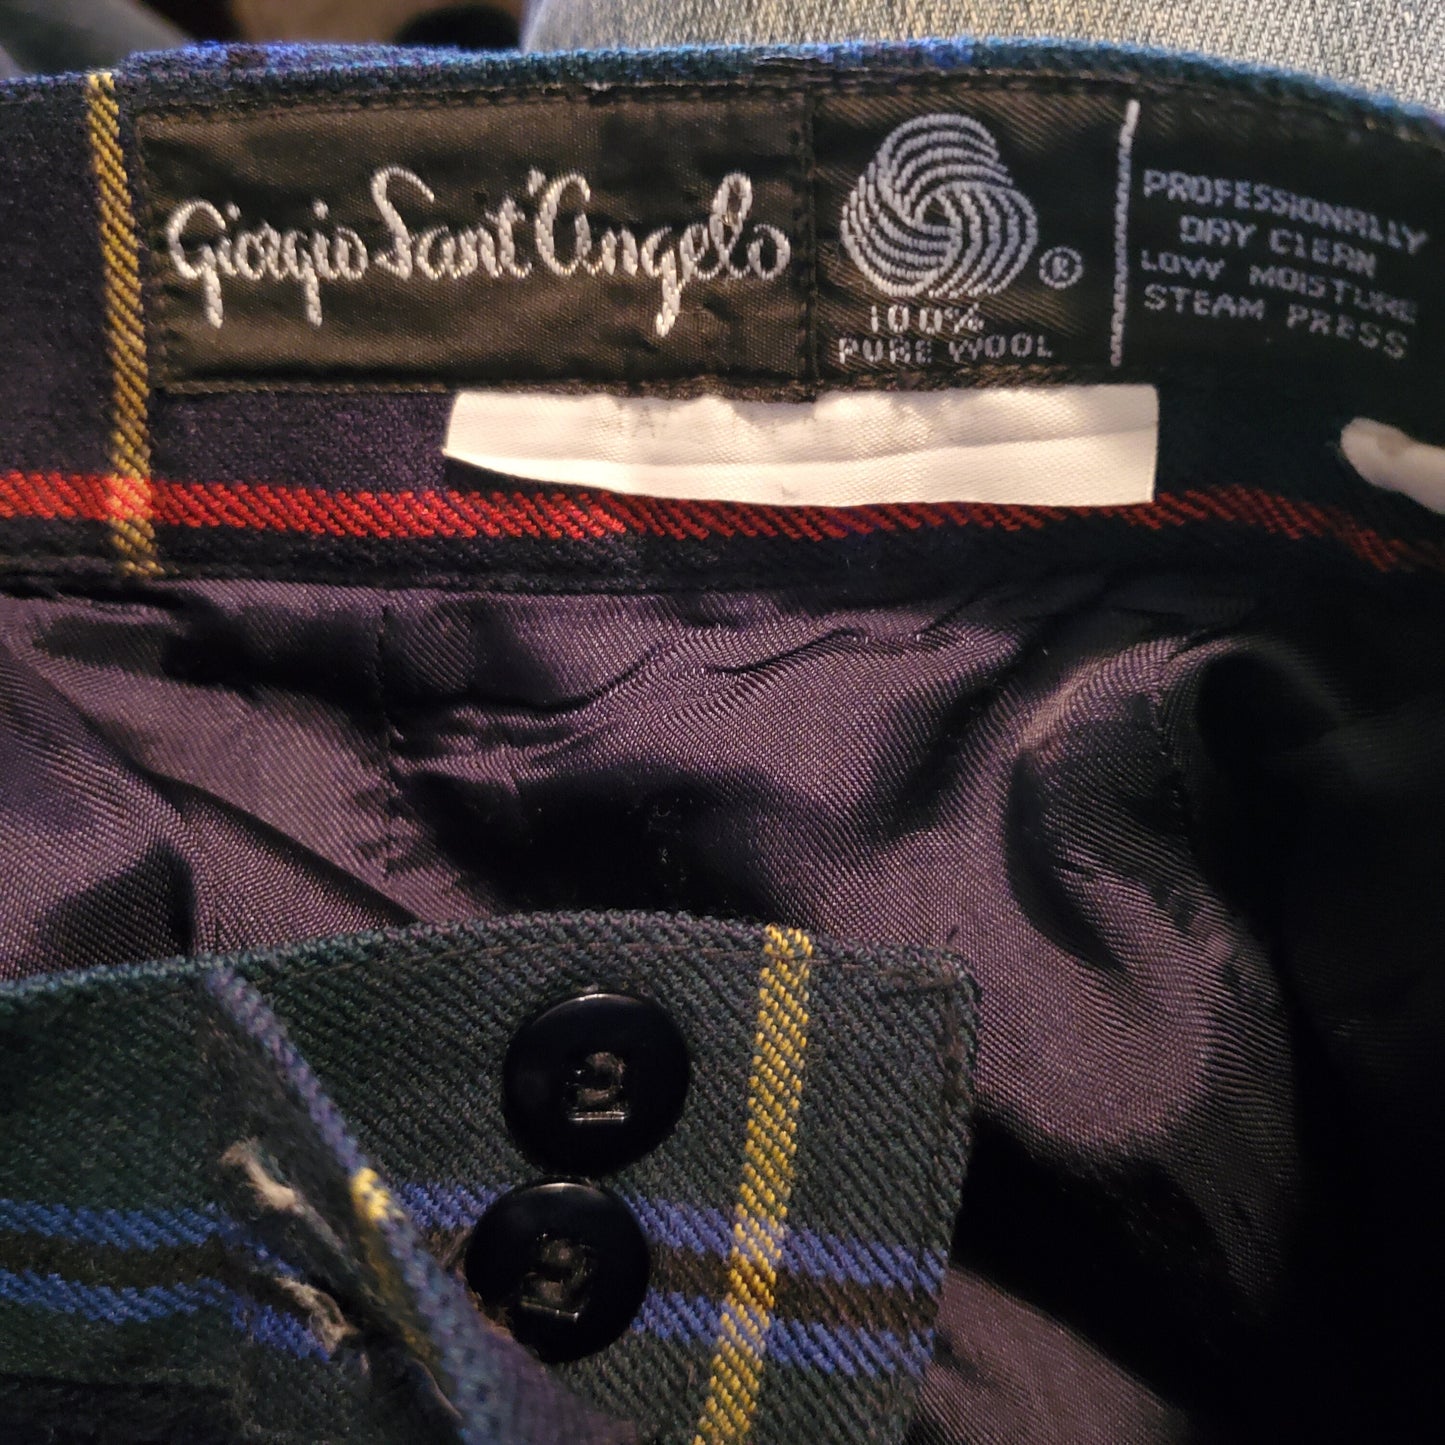 Giorgio Sant'Angelo
®
100%
PURE WOOL
PROFESSIONALLY
DRY CLEAN
LOW MOISTURE
STEAM PRESS